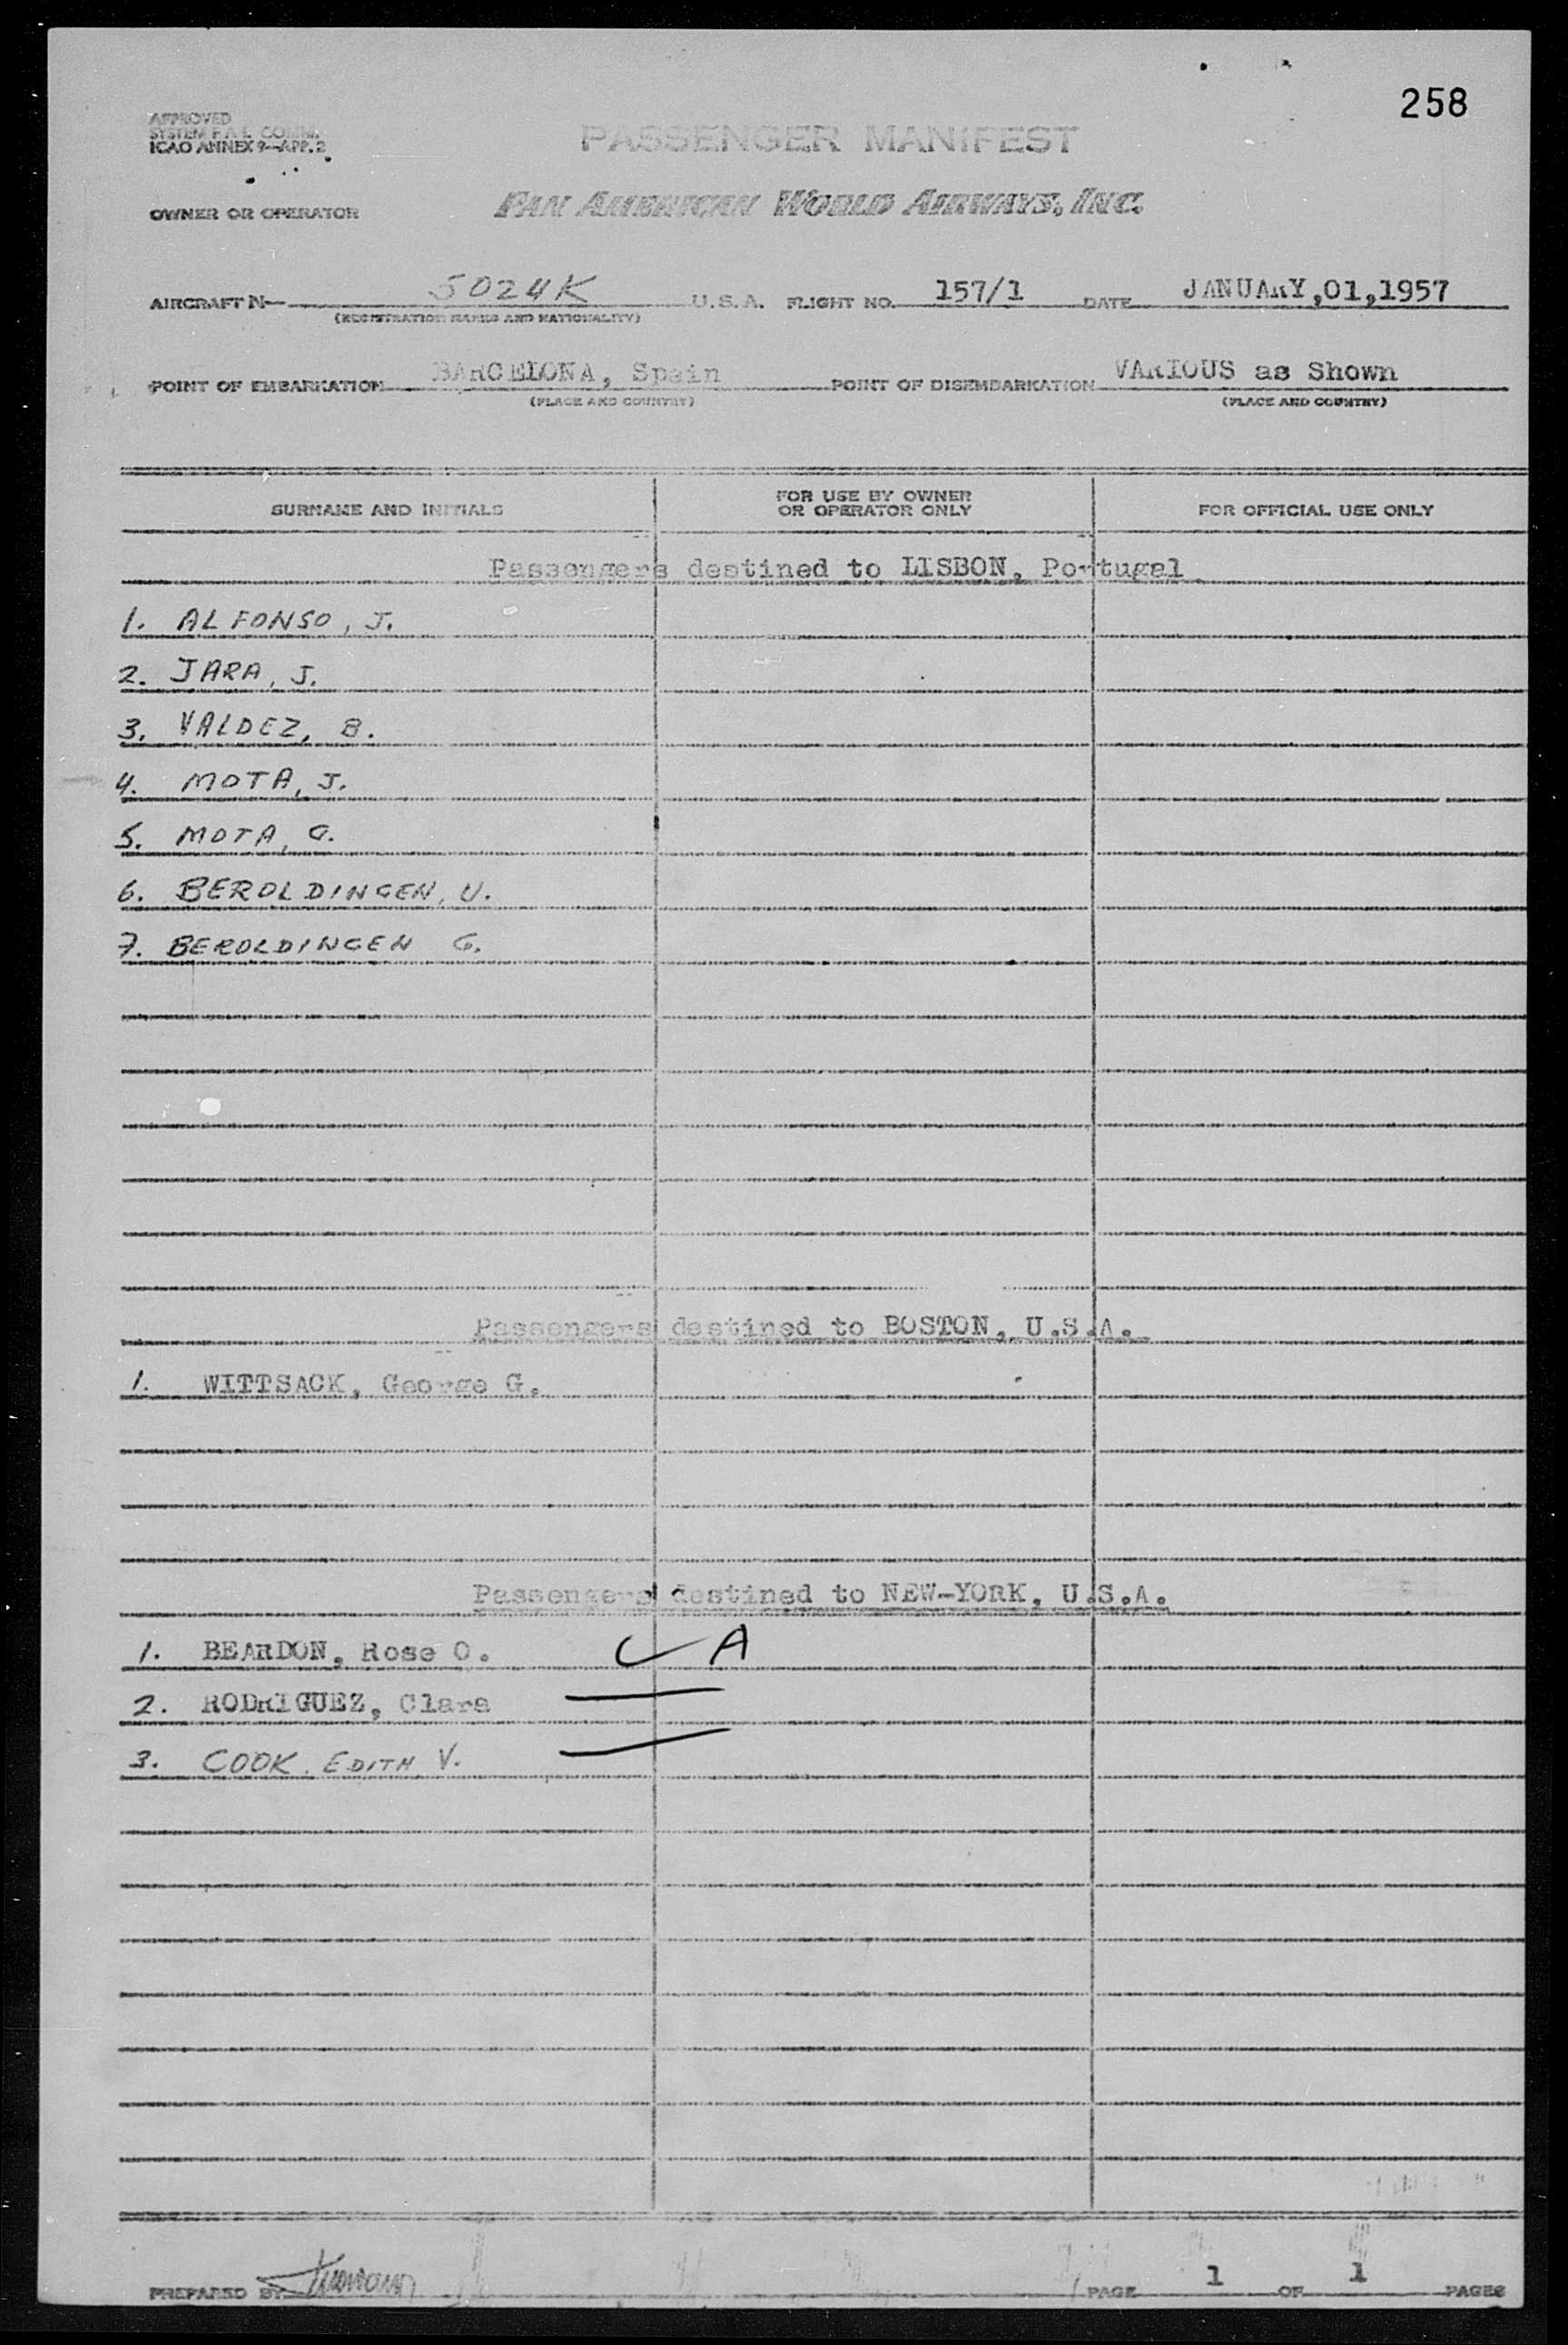 258
APPROVED
SYSTEM F.A.L. COMM.
ICAO ANNEX 9—APP. 2
PASSENGER MANIFEST
OWNER OR OPERATOR PAN AMERICAN WORLD AIRWAYS, INC.
AIRCRAFT N— 5024K U.S.A. FLIGHT NO. 157/1 DATE JANUARY,01,1957
(REGISTRATION MARKS AND NATIONALITY)
POINT OF EMBARKATION BARCELONA, Spain POINT OF DISEMBARKATION VARIOUS as Shown
(PLACE AND COUNTRY) (PLACE AND COUNTRY)
SURNAME AND INITIALS FOR USE BY OWNER OR OPERATOR ONLY FOR OFFICIAL USE ONLY
Passengers destined to LISBON, Portugal
1. ALFONSO, J.
2. JARA, J.
3. VALDEZ, B.
4. MOTA, J.
5. MOTA, G.
6. BEROLDINGEN, U.
7. BEROLDINGEN G.
Passengers destined to BOSTON, U.S.A.
1. WITTSACK, George G.
Passengers destined to NEW-YORK, U.S.A.
1. BEARDON, Rose O. A
2. RODRIGUEZ, Clara
3. COOK. EDITH V.
PREPARED BY PAGE 1 OF 1 PAGES